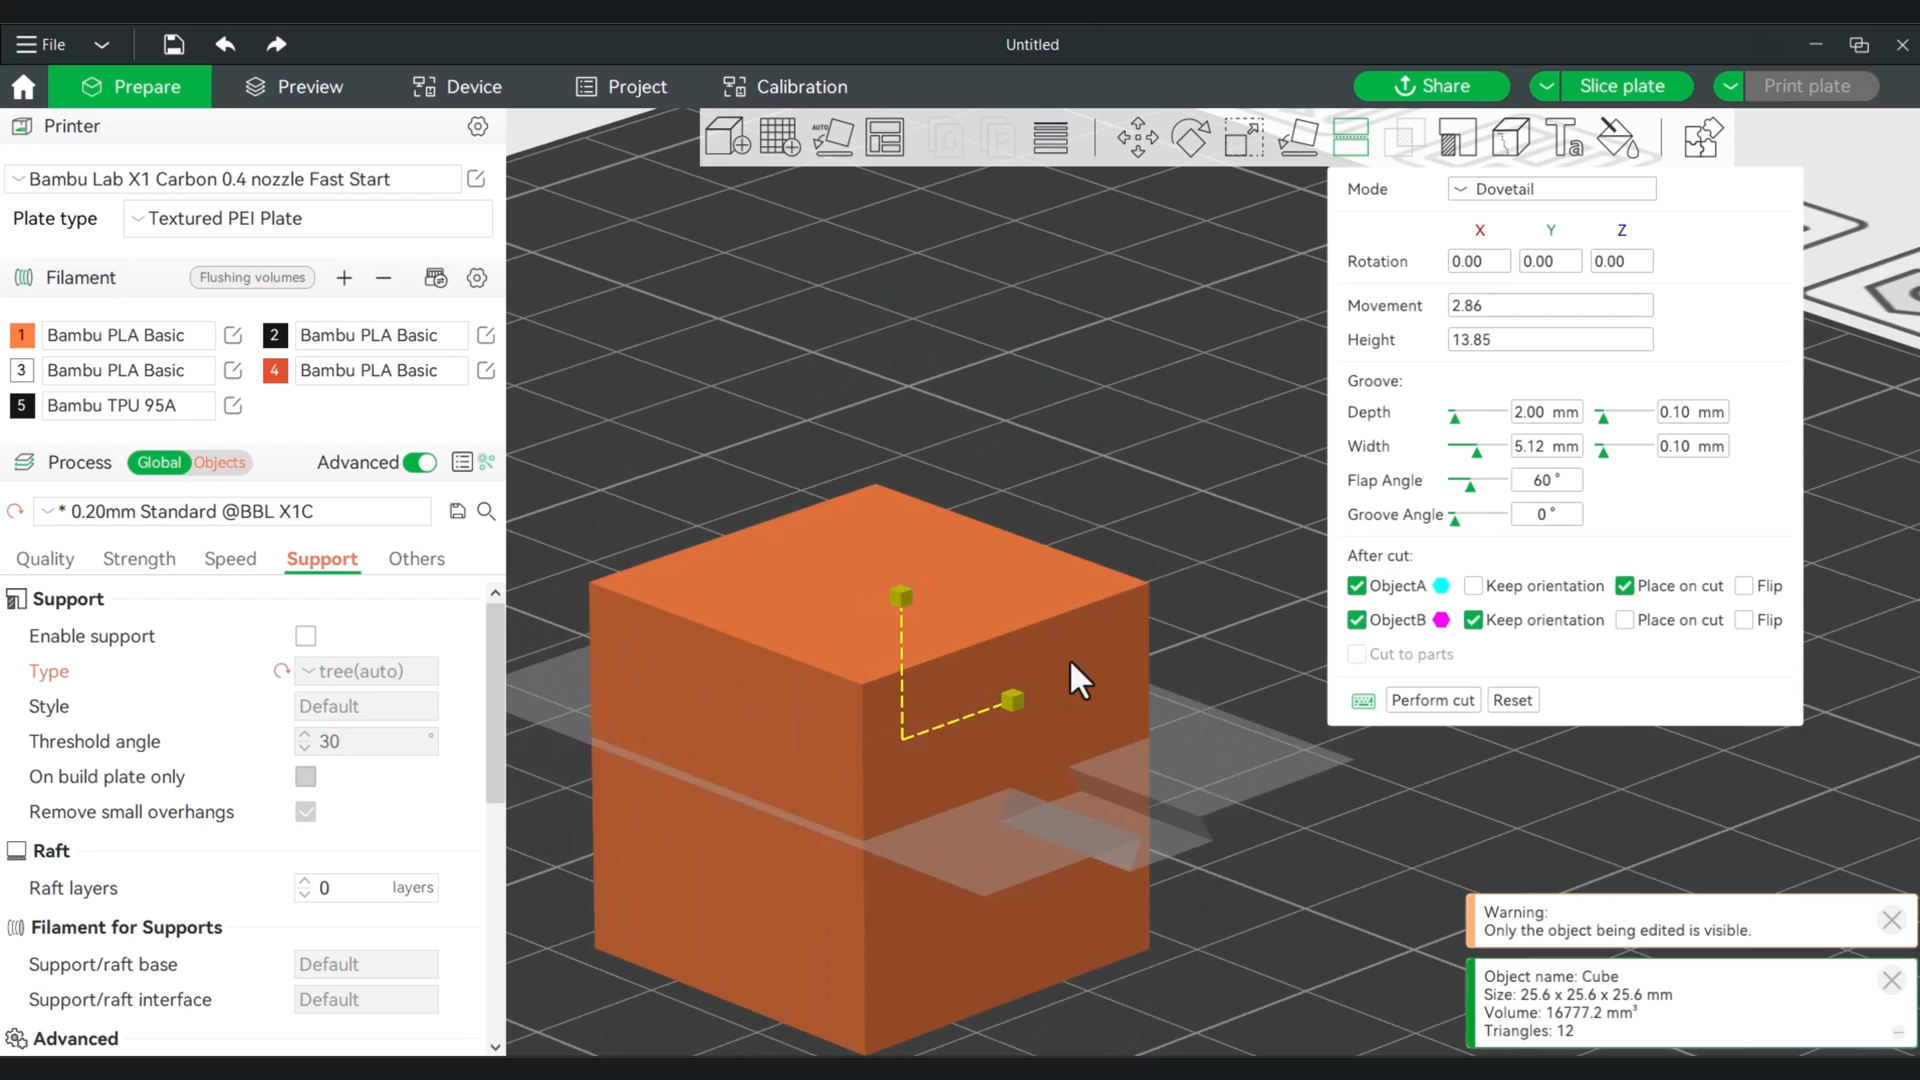 File
Untitled
Prepare
Preview
Device
Project
Calibration
Share
Slice plate
Print plate
Printer
Bambu Lab X1 Carbon 0.4 nozzle Fast Start
Plate type
Textured PEI Plate
Filament
Flushing volumes
1 Bambu PLA Basic
2 Bambu PLA Basic
3 Bambu PLA Basic
4 Bambu PLA Basic
5 Bambu TPU 95A
Process
Global
Objects
Advanced
* 0.20mm Standard @BBL X1C
Quality
Strength
Speed
Support
Others
Support
Enable support
Type tree(auto)
Style Default
Threshold angle 30 °
On build plate only
Remove small overhangs
Raft
Raft layers 0 layers
Filament for Supports
Support/raft base Default
Support/raft interface Default
Advanced
AUTO
Ta
Mode Dovetail
X Y Z
Rotation 0.00 0.00 0.00
Movement 2.86
Height 13.85
Groove:
Depth 2.00 mm 0.10 mm
Width 5.12 mm 0.10 mm
Flap Angle 60 °
Groove Angle 0 °
After cut:
ObjectA Keep orientation Place on cut Flip
ObjectB Keep orientation Place on cut Flip
Cut to parts
Perform cut Reset
Warning:
Only the object being edited is visible.
Object name: Cube
Size: 25.6 x 25.6 x 25.6 mm
Volume: 16777.2 mm³
Triangles: 12